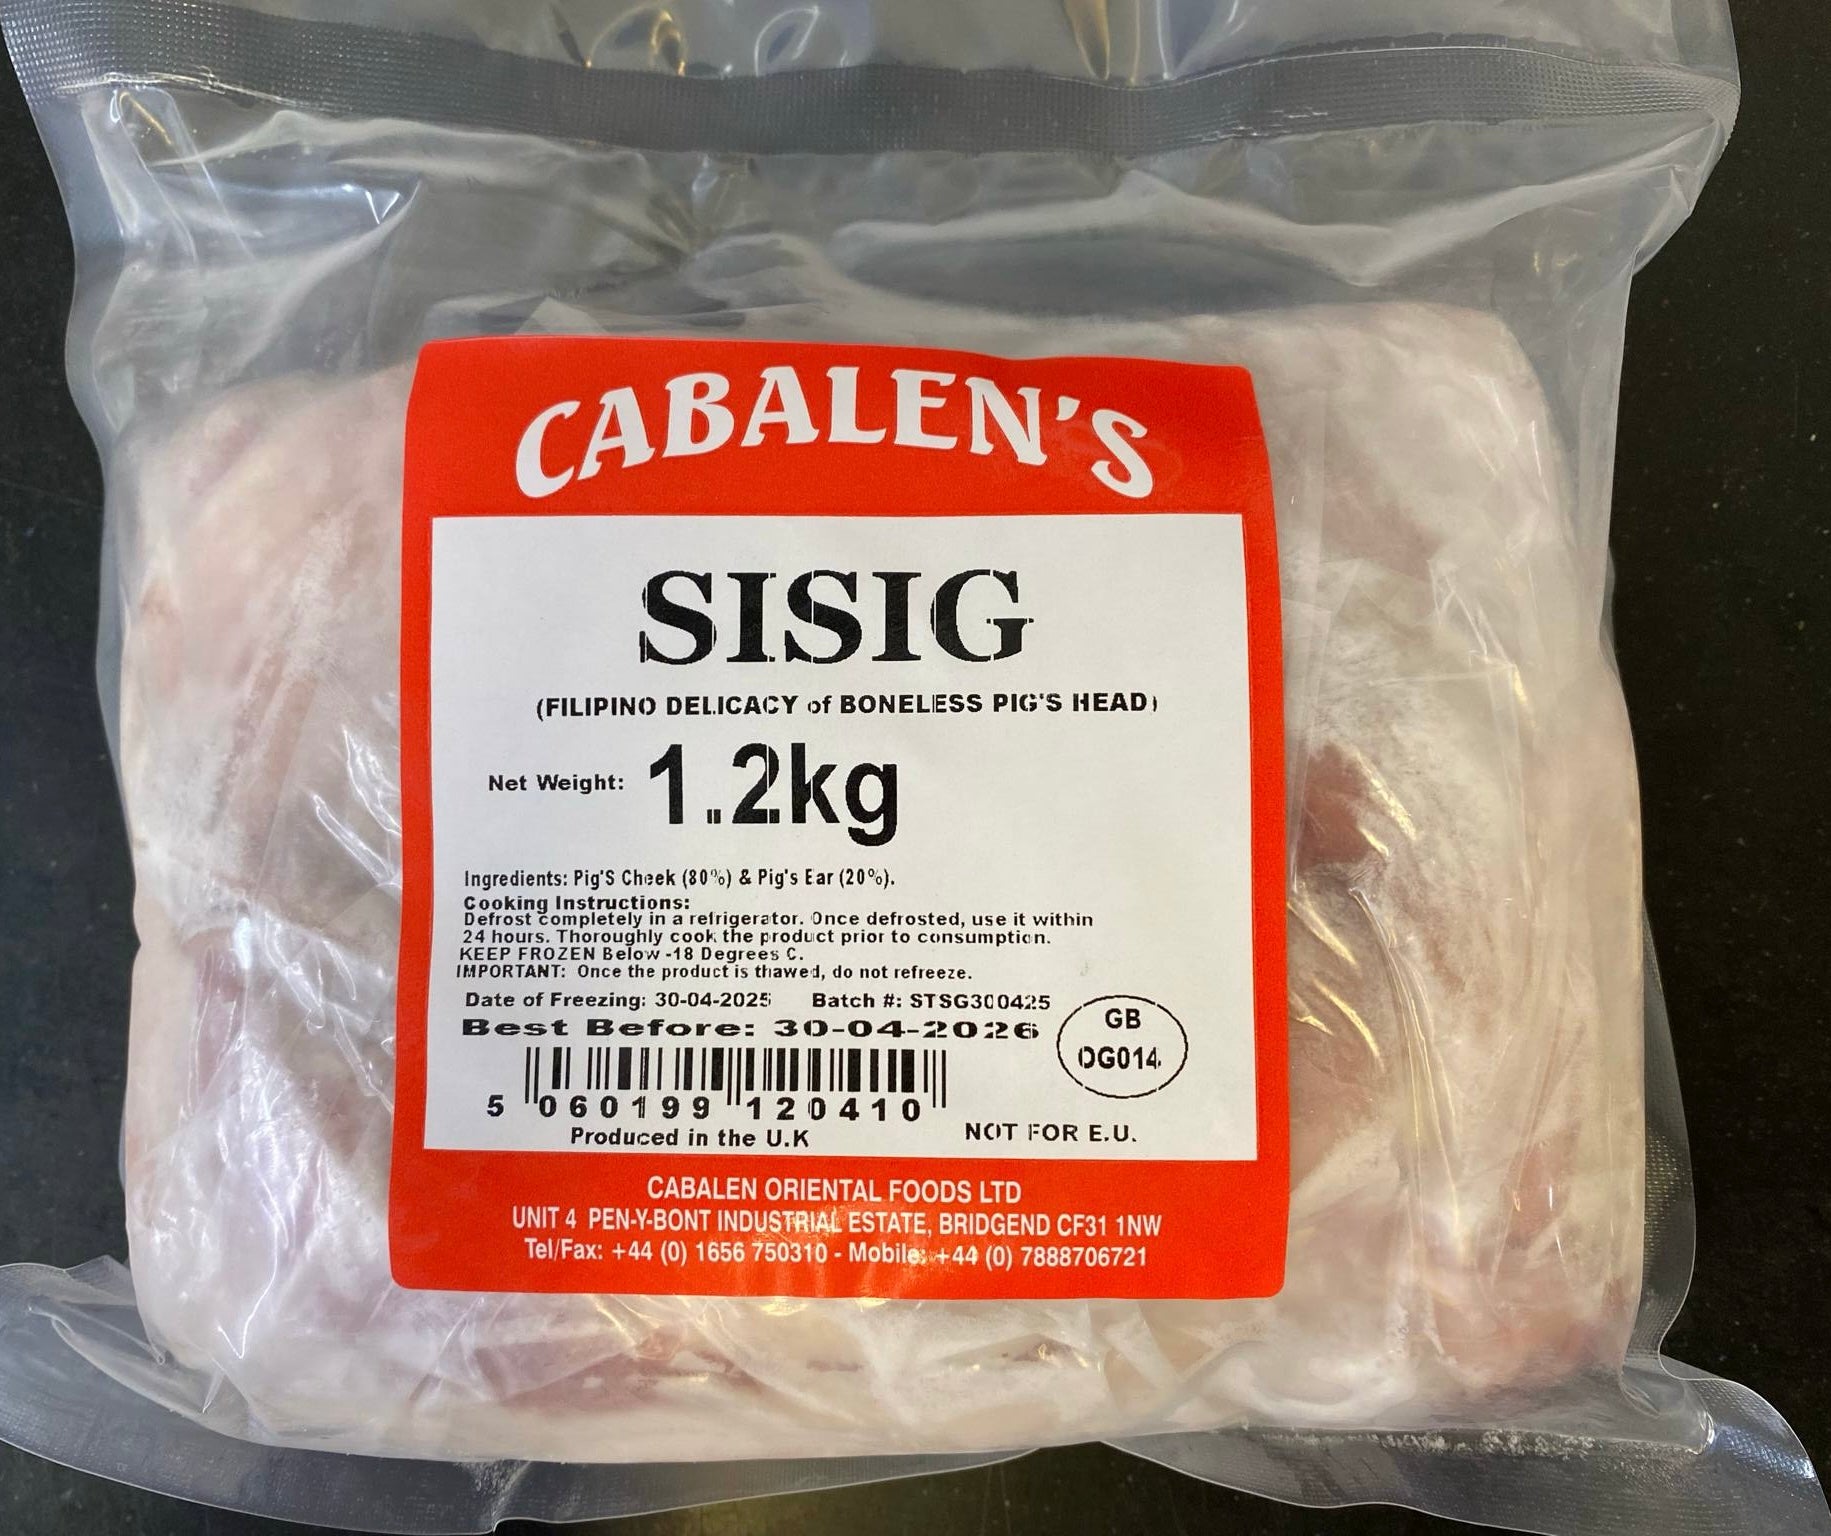 CABALEN'S
SISIG
(FILIPINO DELICACY of BONELESS PIG'S HEAD)
Net Weight: 1.2kg
Ingredients: Pig'S Cheek (80%) & Pig's Ear (20%).
Cooking Instructions:
Defrost completely in a refrigerator. Once defrosted, use it within
24 hours. Thoroughly cook the product prior to consumption.
KEEP FROZEN Below -18 Degrees C.
IMPORTANT: Once the product is thawed, do not refreeze.
Date of Freezing: 30-04-2025 Batch #: STSG300425
Best Before: 30-04-2026
GB
OG014
5 060199 120410
Produced in the U.K
NOT FOR E.U.
CABALEN ORIENTAL FOODS LTD
UNIT 4 PEN-Y-BONT INDUSTRIAL ESTATE, BRIDGEND CF31 1NW
Tel/Fax: +44 (0) 1656 750310 - Mobile: +44 (0) 7888706721